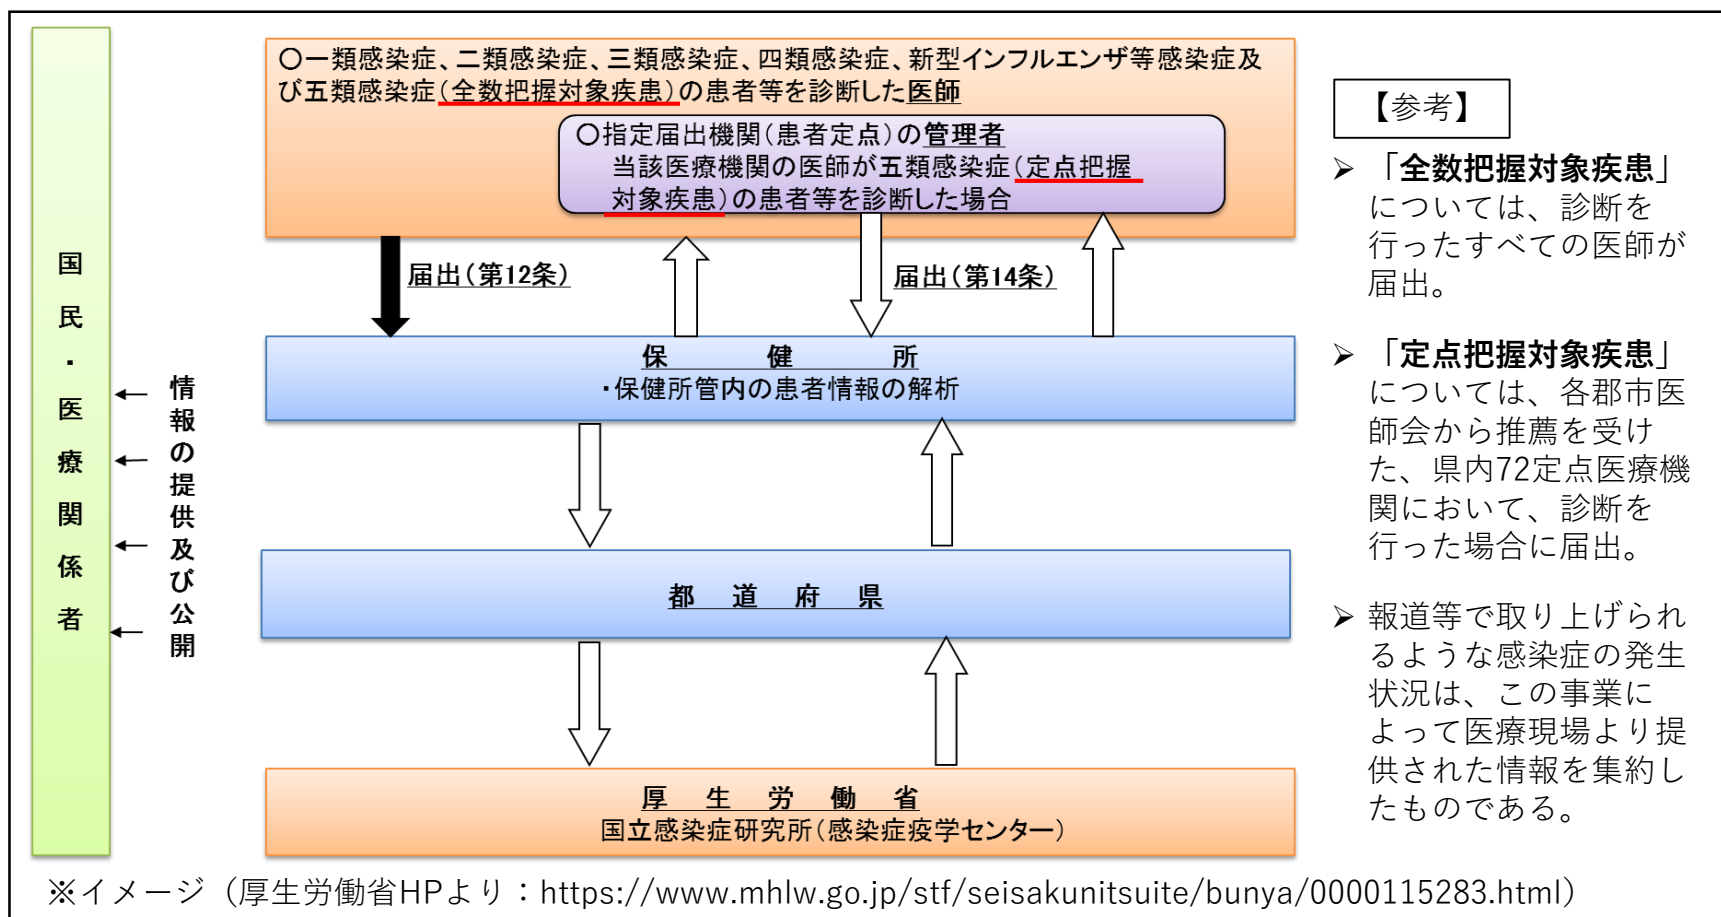 〇一類感染症、二類感染症、三類感染症、四類感染症、新型インフルエンザ等感染症及
び五類感染症(全数把握対象疾患)の患者等を診断した医師
〇指定届出機関(患者定点)の管理者
当該医療機関の医師が五類感染症(定点把握
対象疾患)の患者等を診断した場合
届出(第12条)
届出(第14条)
保健所
・保健所管内の患者情報の解析
都道府県
厚生労働省
国立感染症研究所(感染症疫学センター)
国民・医療関係者
情報の提供及び公開
【参考】
➢ 「全数把握対象疾患」
については、診断を
行ったすべての医師が
届出。
➢ 「定点把握対象疾患」
については、各郡市医
師会から推薦を受け
た、県内72定点医療機
関において、診断を
行った場合に届出。
➢ 報道等で取り上げられ
るような感染症の発生
状況は、この事業に
よって医療現場より提
供された情報を集約し
たものである。
※イメージ（厚生労働省HPより：https://www.mhlw.go.jp/stf/seisakunitsuite/bunya/0000115283.html）